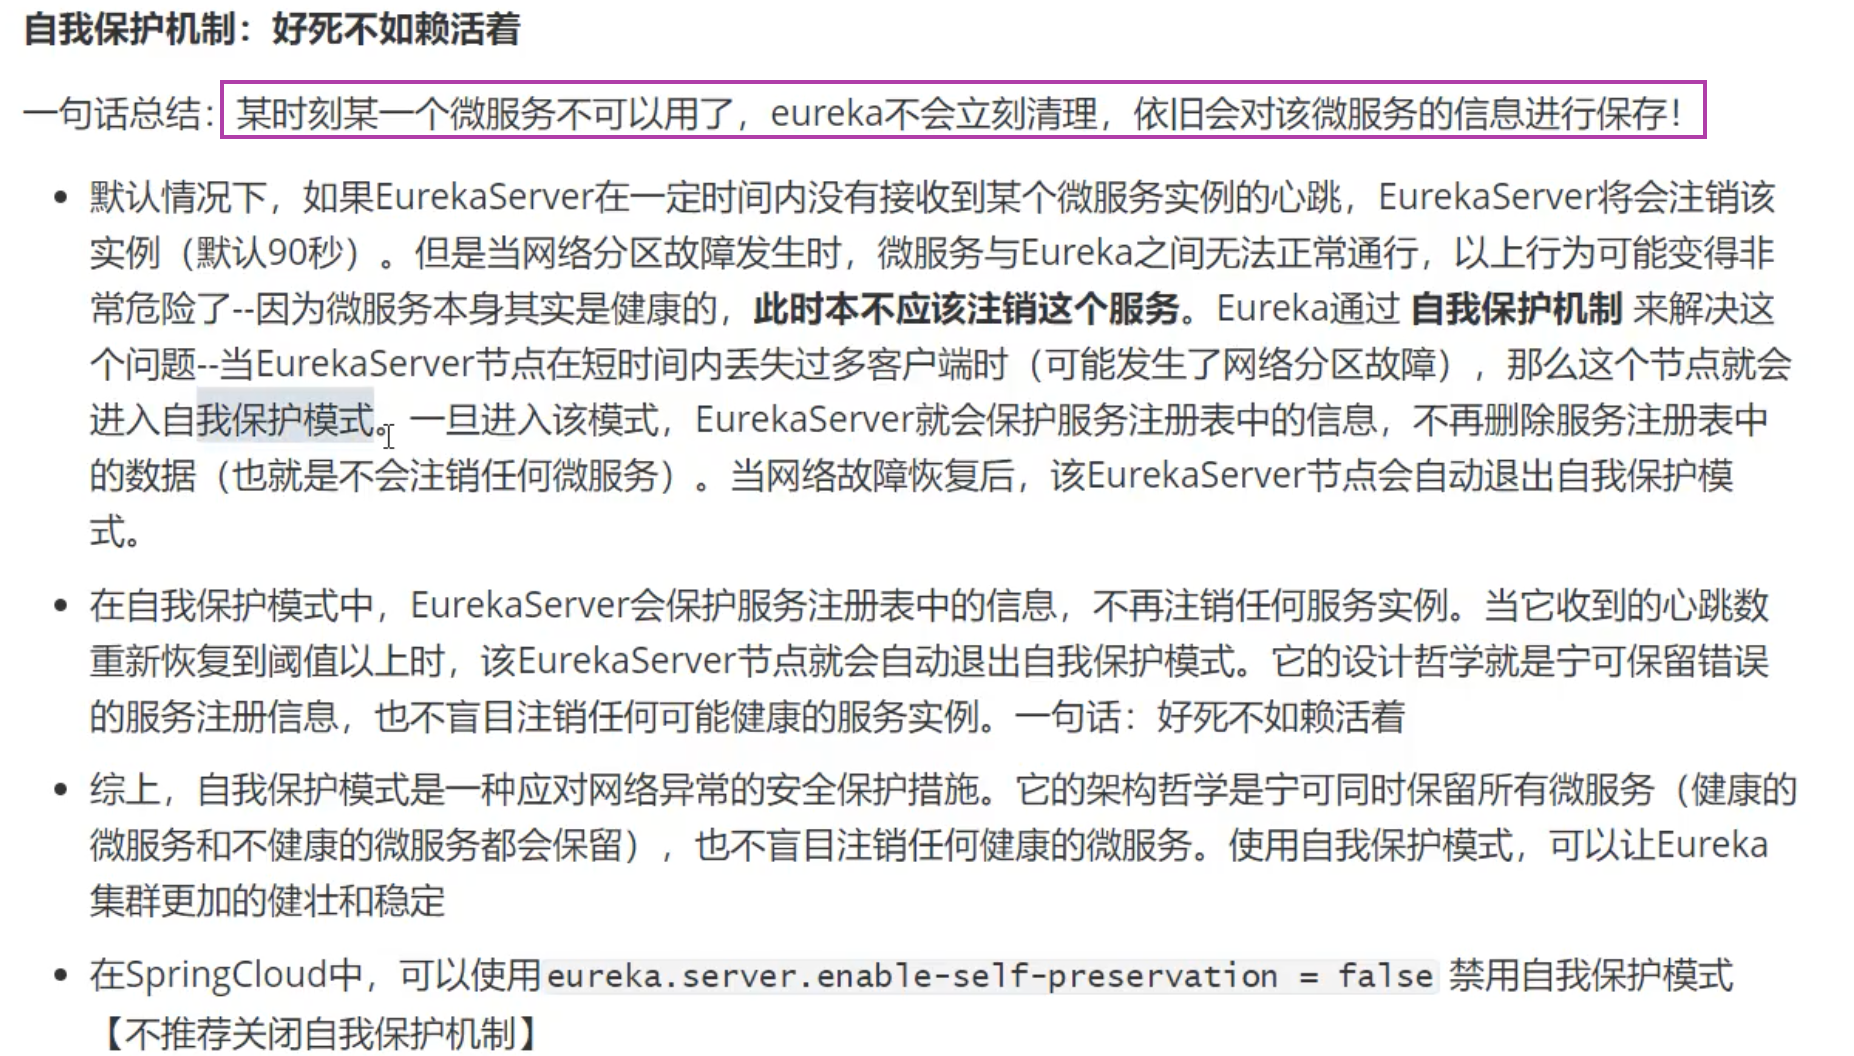 自我保护机制：好死不如赖活着
一句话总结：某时刻某一个微服务不可以用了，eureka不会立刻清理，依旧会对该微服务的信息进行保存！
• 默认情况下，如果EurekaServer在一定时间内没有接收到某个微服务实例的心跳，EurekaServer将会注销该
实例（默认90秒）。但是当网络分区故障发生时，微服务与Eureka之间无法正常通行，以上行为可能变得非
常危险了--因为微服务本身其实是健康的，此时本不应该注销这个服务。Eureka通过 自我保护机制 来解决这
个问题--当EurekaServer节点在短时间内丢失过多客户端时（可能发生了网络分区故障），那么这个节点就会
进入自我保护模式。一旦进入该模式，EurekaServer就会保护服务注册表中的信息，不再删除服务注册表中
的数据（也就是不会注销任何微服务）。当网络故障恢复后，该EurekaServer节点会自动退出自我保护模
式。
• 在自我保护模式中，EurekaServer会保护服务注册表中的信息，不再注销任何服务实例。当它收到的心跳数
重新恢复到阈值以上时，该EurekaServer节点就会自动退出自我保护模式。它的设计哲学就是宁可保留错误
的服务注册信息，也不盲目注销任何可能健康的服务实例。一句话：好死不如赖活着
• 综上，自我保护模式是一种应对网络异常的安全保护措施。它的架构哲学是宁可同时保留所有微服务（健康的
微服务和不健康的微服务都会保留），也不盲目注销任何健康的微服务。使用自我保护模式，可以让Eureka
集群更加的健壮和稳定
• 在SpringCloud中，可以使用eureka.server.enable-self-preservation = false 禁用自我保护模式
【不推荐关闭自我保护机制】